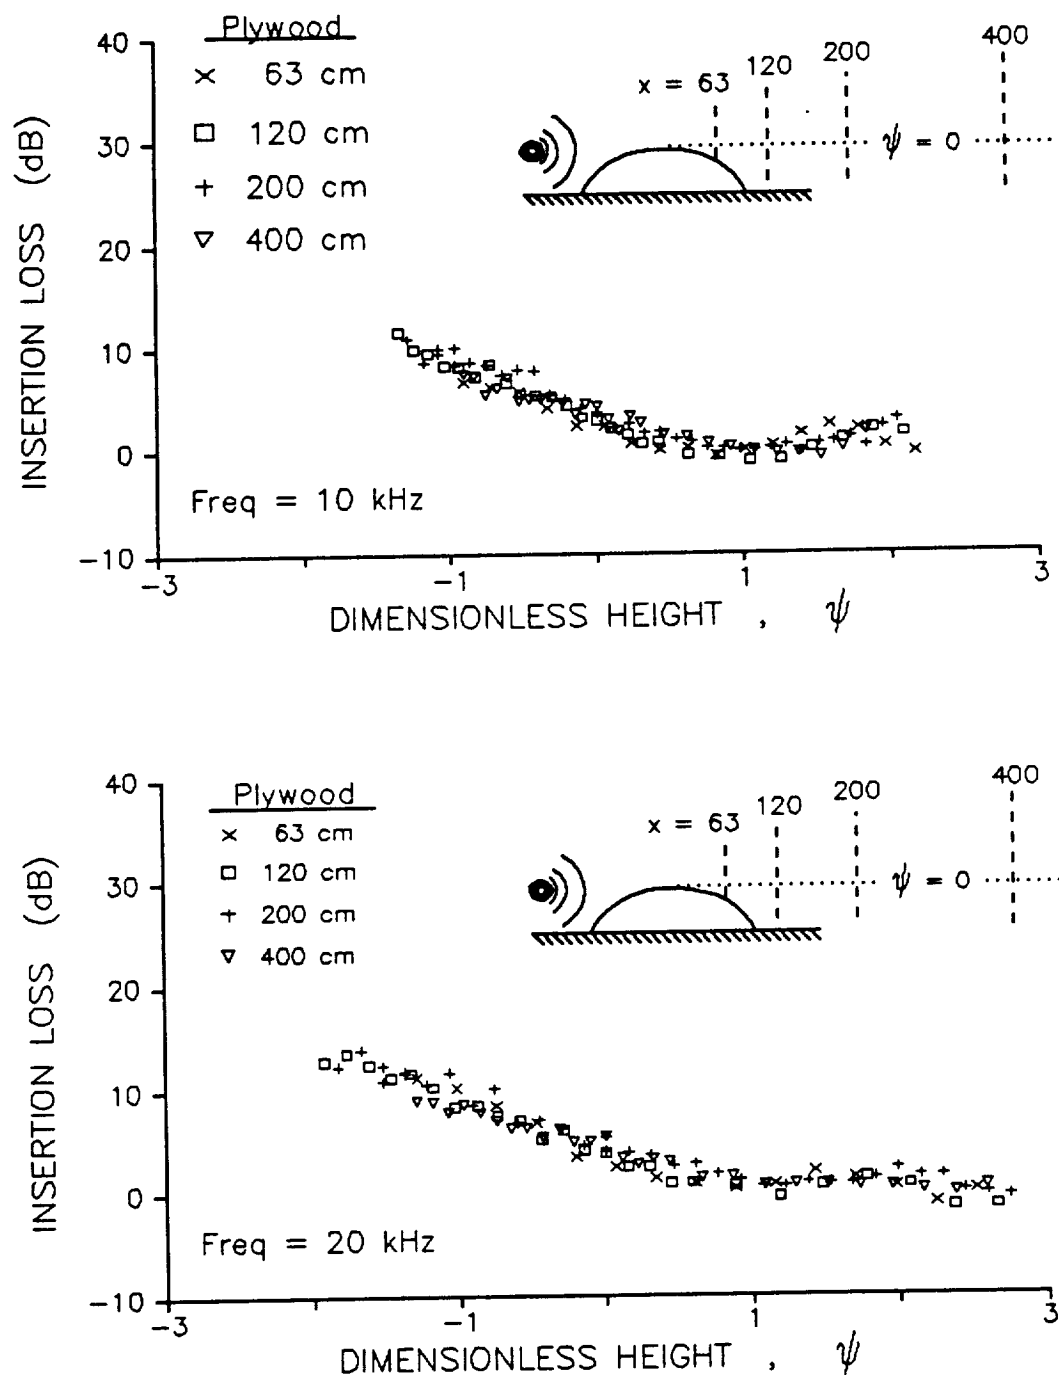 Plywood
× 63 cm
□ 120 cm
+ 200 cm
▽ 400 cm
x = 63
120
200
400
ψ = 0
40
30
20
10
0
−10
INSERTION LOSS (dB)
Freq = 10 kHz
−3
−1
1
3
DIMENSIONLESS HEIGHT , ψ
Plywood
× 63 cm
□ 120 cm
+ 200 cm
▽ 400 cm
x = 63
120
200
400
ψ = 0
40
30
20
10
0
−10
INSERTION LOSS (dB)
Freq = 20 kHz
−3
−1
1
3
DIMENSIONLESS HEIGHT , ψ